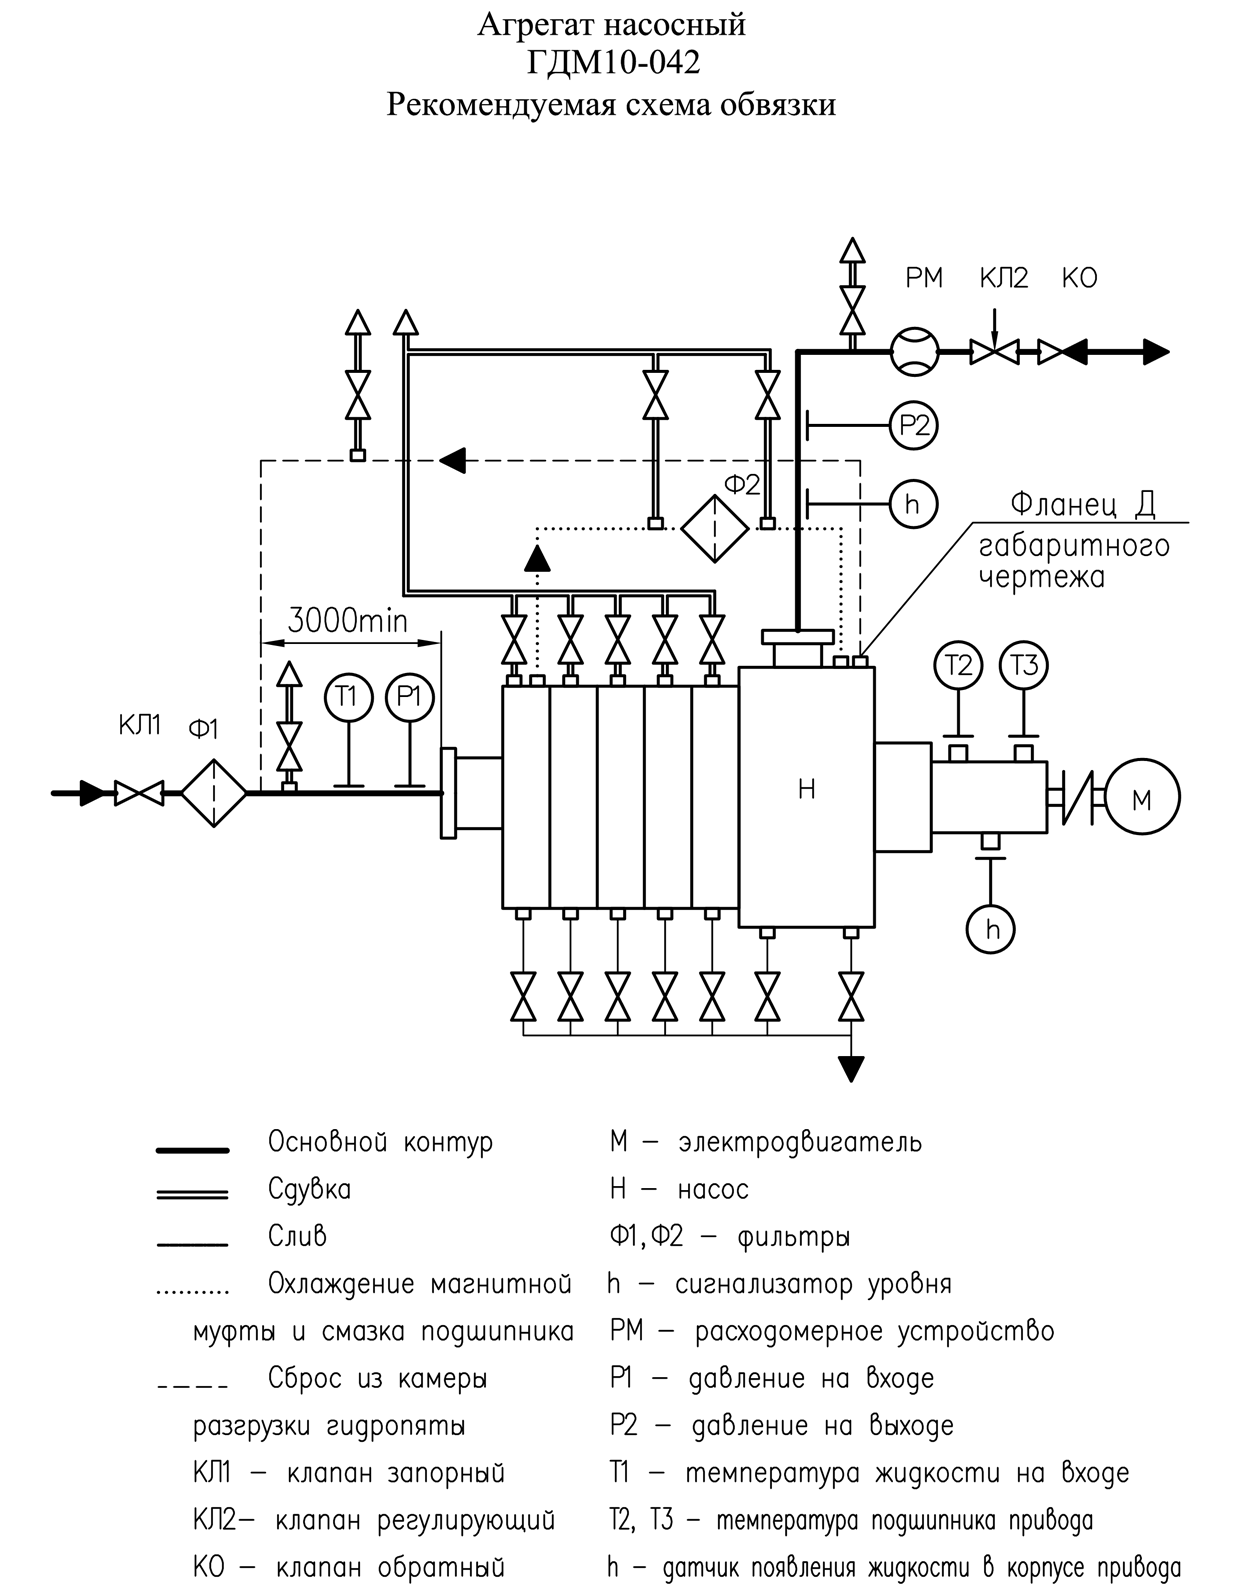 Агрегат насосный
ГДМ10-042
Рекомендуемая схема обвязки
РМ КЛ2 КО
Р2
Ф2
h
Фланец Д
габаритного
чертежа
3000min
Т1 Р1
Т2 Т3
КЛ1 Ф1
Н
М
h
Основной контур
Сдувка
Слив
Охлаждение магнитной
муфты и смазка подшипника
Сброс из камеры
разгрузки гидропяты
КЛ1 – клапан запорный
КЛ2– клапан регулирующий
КО – клапан обратный
М – электродвигатель
Н – насос
Ф1,Ф2 – фильтры
h – сигнализатор уровня
РМ – расходомерное устройство
Р1 – давление на входе
Р2 – давление на выходе
Т1 – температура жидкости на входе
Т2, Т3 – температура подшипника привода
h – датчик появления жидкости в корпусе привода